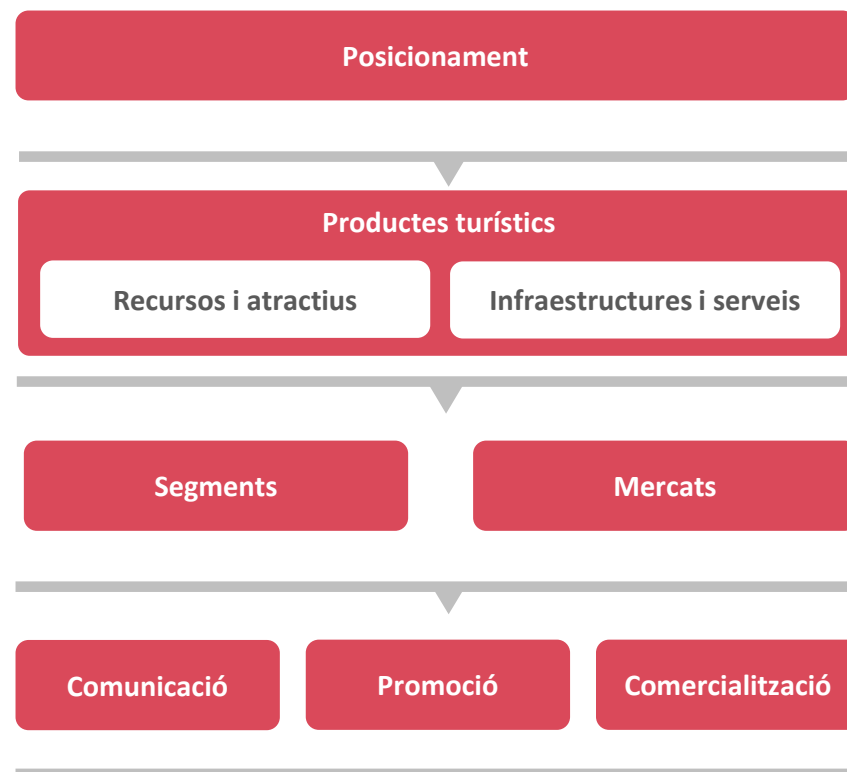 Posicionament
Productes turístics
Recursos i atractius
Infraestructures i serveis
Segments
Mercats
Comunicació
Promoció
Comercialització